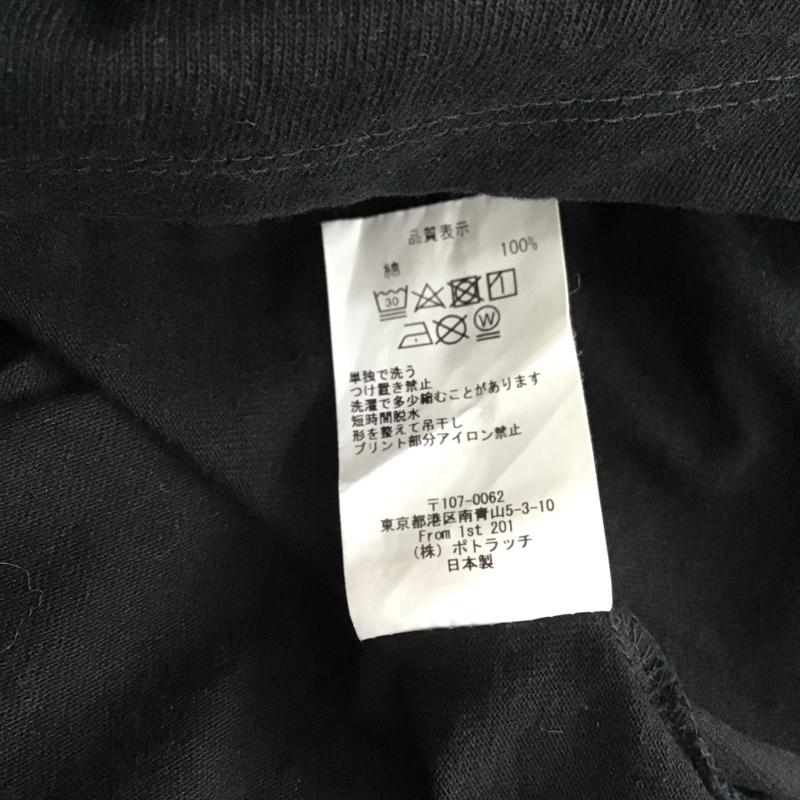 品質表示
綿 100%
30
W
単独で洗う
つけ置き禁止
洗濯で多少縮むことがあります
短時間脱水
形を整えて吊干し
プリント部分アイロン禁止
〒107-0062
東京都港区南青山5-3-10
From 1st 201
(株) ポトラッチ
日本製